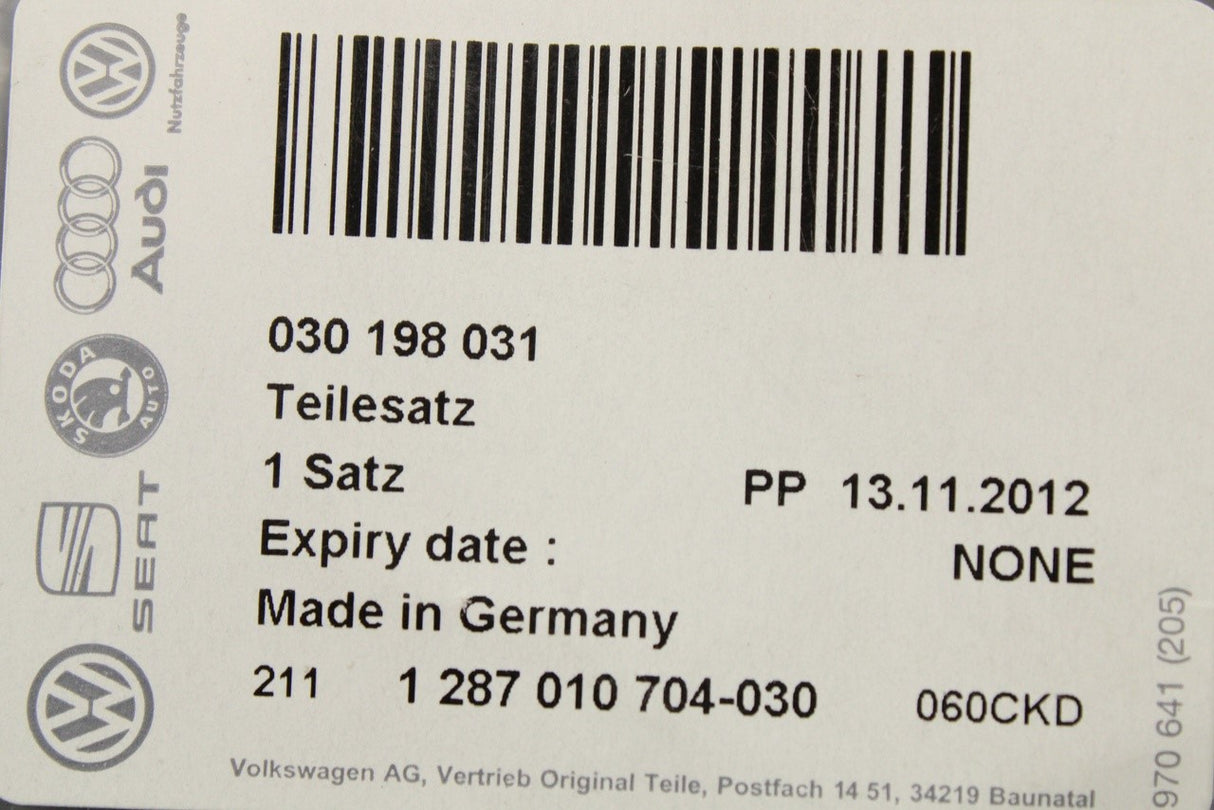 030 198 031
Teilesatz
1 Satz PP 13.11.2012
Expiry date : NONE
Made in Germany
211 1 287 010 704-030 060CKD
Volkswagen AG, Vertrieb Original Teile, Postfach 14 51, 34219 Baunatal
970 641 (205)
Nutzfahrzeuge
Audi
SKODA AUTO
SEAT